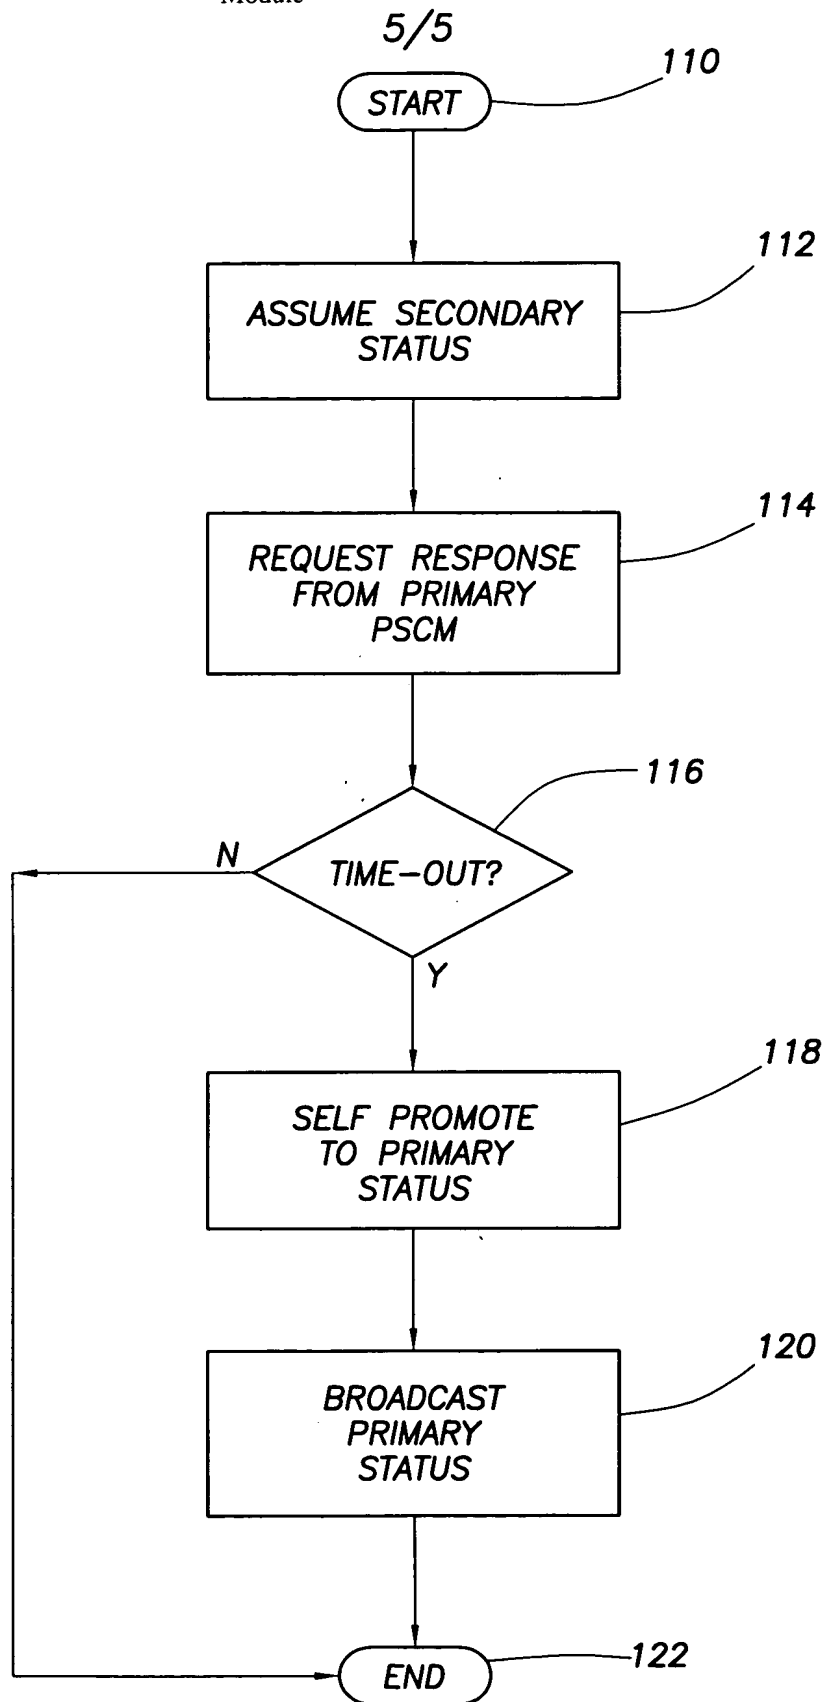 Module
5/5
START
110
ASSUME SECONDARY
STATUS
112
REQUEST RESPONSE
FROM PRIMARY
PSCM
114
TIME-OUT?
116
N
Y
SELF PROMOTE
TO PRIMARY
STATUS
118
BROADCAST
PRIMARY
STATUS
120
END
122